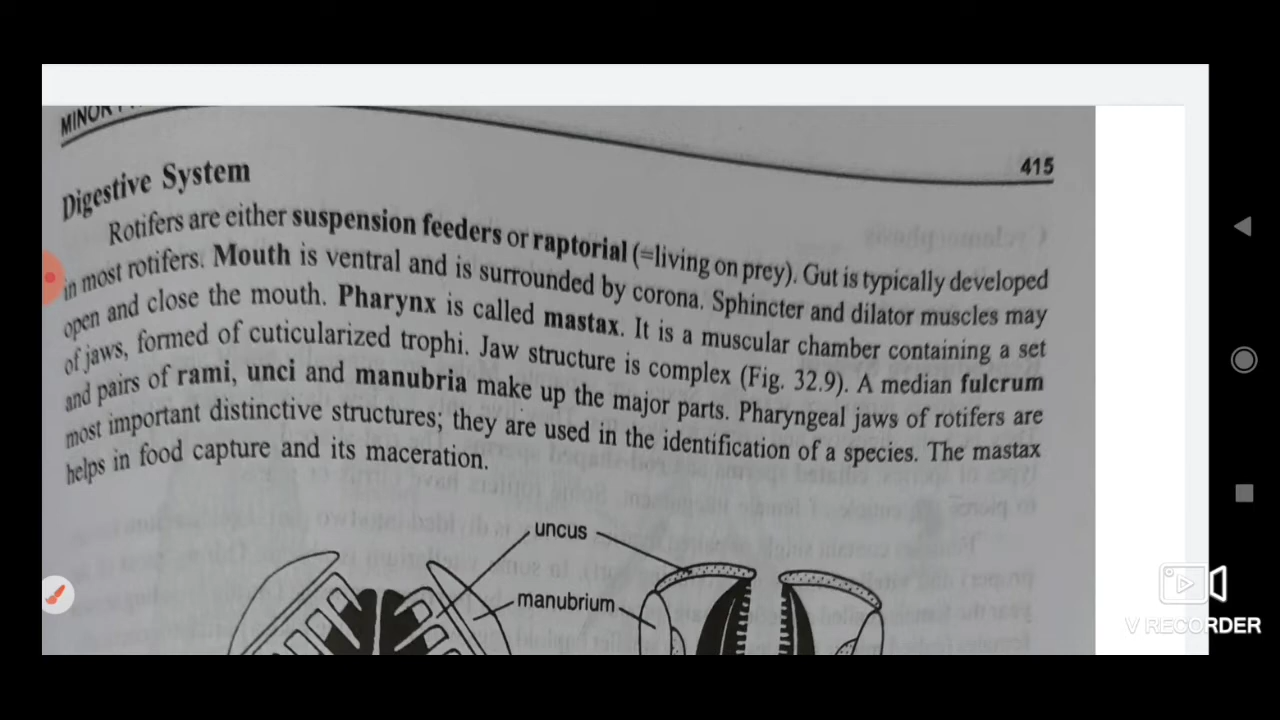 MINOR
415
Digestive System
Rotifers are either suspension feeders or raptorial (=living on prey). Gut is typically developed
in most rotifers. Mouth is ventral and is surrounded by corona. Sphincter and dilator muscles may
open and close the mouth. Pharynx is called mastax. It is a muscular chamber containing a set
of jaws, formed of cuticularized trophi. Jaw structure is complex (Fig. 32.9). A median fulcrum
and pairs of rami, unci and manubria make up the major parts. Pharyngeal jaws of rotifers are
most important distinctive structures; they are used in the identification of a species. The mastax
helps in food capture and its maceration.
uncus
manubrium
V RECORDER